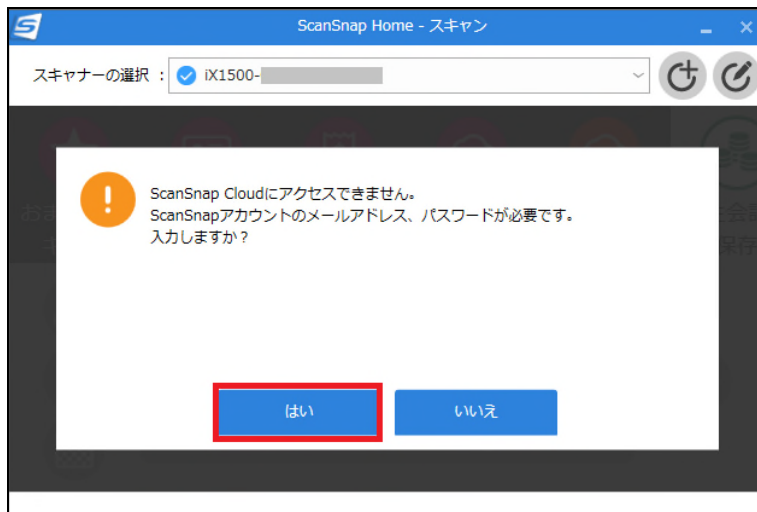 ScanSnap Home - スキャン
スキャナーの選択 : iX1500-
ScanSnap Cloudにアクセスできません。
ScanSnapアカウントのメールアドレス、パスワードが必要です。
入力しますか？
はい
いいえ